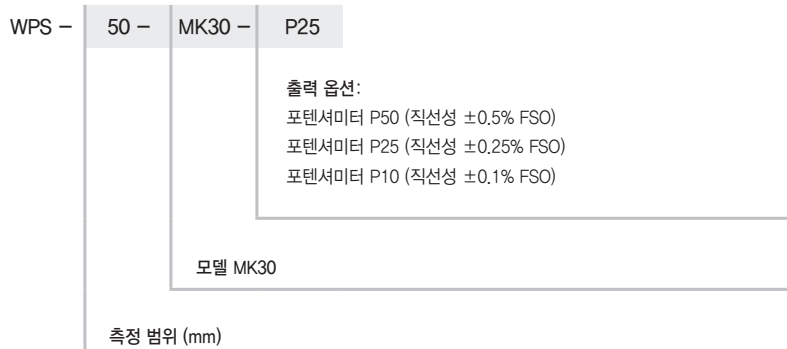 WPS – 50 – MK30 – P25
출력 옵션:
포텐셔미터 P50 (직선성 ±0.5% FSO)
포텐셔미터 P25 (직선성 ±0.25% FSO)
포텐셔미터 P10 (직선성 ±0.1% FSO)
모델 MK30
측정 범위 (mm)